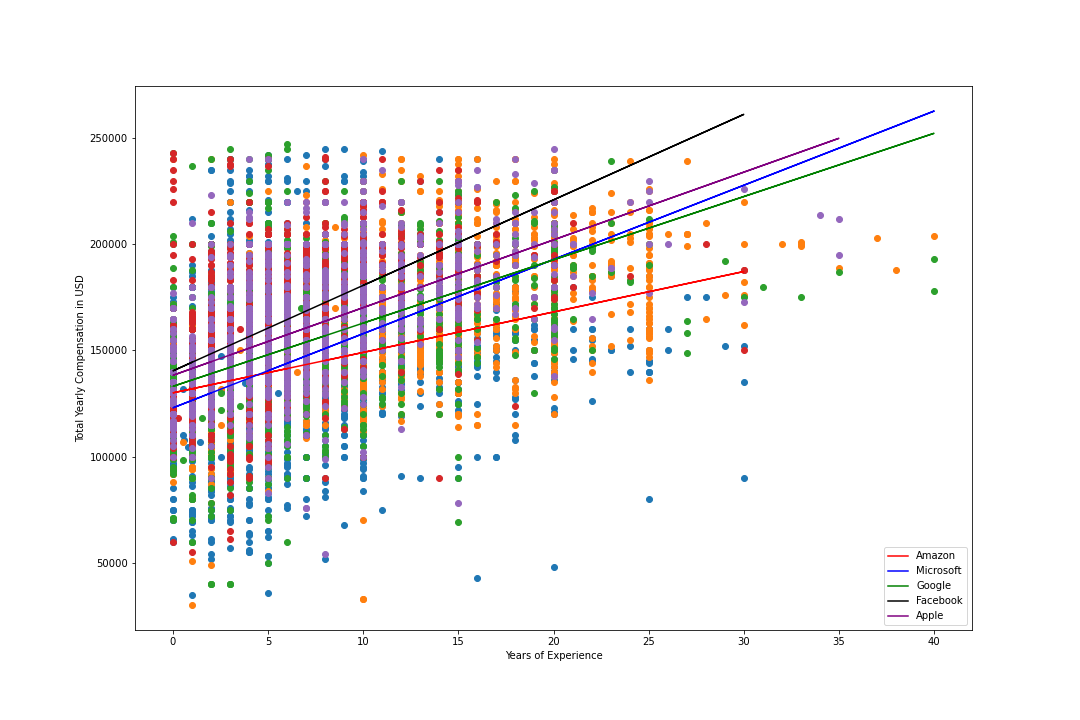 250000
200000
150000
100000
50000
Total Yearly Compensation in USD
0 5 10 15 20 25 30 35 40
Years of Experience
Amazon
Microsoft
Google
Facebook
Apple